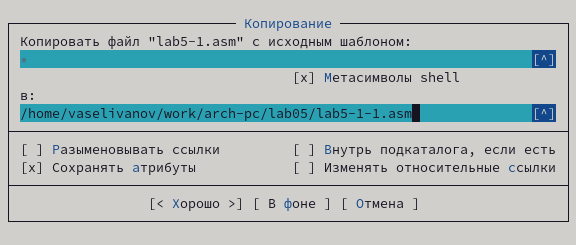 Копирование
Копировать файл "lab5-1.asm" с исходным шаблоном:
* [^]
[x] Метасимволы shell
в:
/home/vaselivanov/work/arch-pc/lab05/lab5-1-1.asm [^]
[ ] Разыменовывать ссылки [ ] Внутрь подкаталога, если есть
[x] Сохранять атрибуты [ ] Изменять относительные ссылки
[< Хорошо >] [ В фоне ] [ Отмена ]